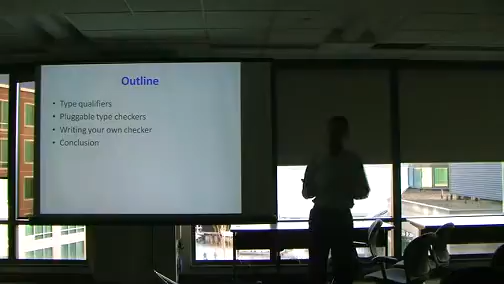 Outline
• Type qualifiers
• Pluggable type checkers
• Writing your own checker
• Conclusion